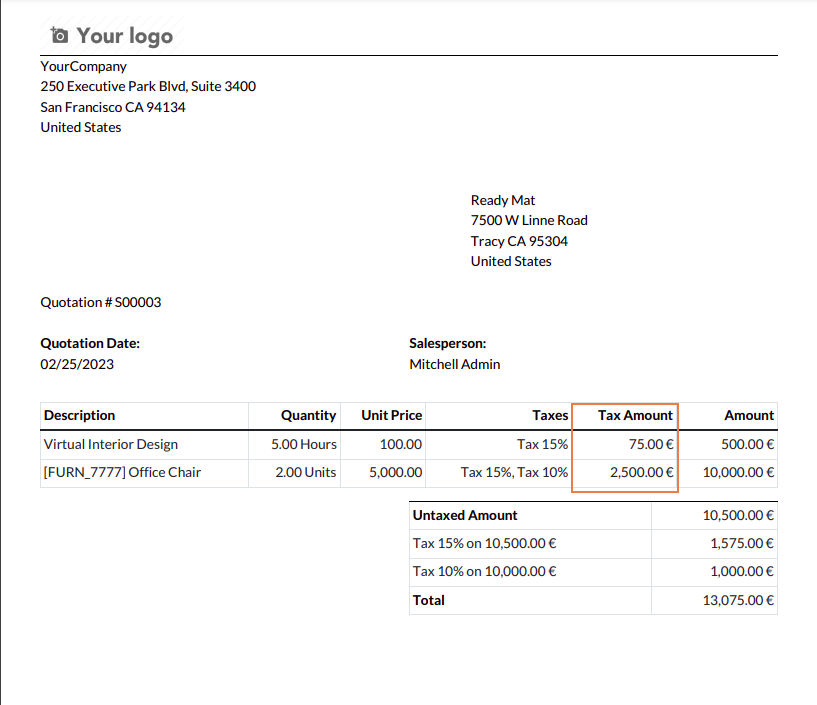 Your logo
YourCompany
250 Executive Park Blvd, Suite 3400
San Francisco CA 94134
United States
Ready Mat
7500 W Linne Road
Tracy CA 95304
United States
Quotation # S00003
Quotation Date: Salesperson:
02/25/2023 Mitchell Admin
Description Quantity Unit Price Taxes Tax Amount Amount
Virtual Interior Design 5.00 Hours 100.00 Tax 15% 75.00 € 500.00 €
[FURN_7777] Office Chair 2.00 Units 5,000.00 Tax 15%, Tax 10% 2,500.00 € 10,000.00 €
Untaxed Amount 10,500.00 €
Tax 15% on 10,500.00 € 1,575.00 €
Tax 10% on 10,000.00 € 1,000.00 €
Total 13,075.00 €